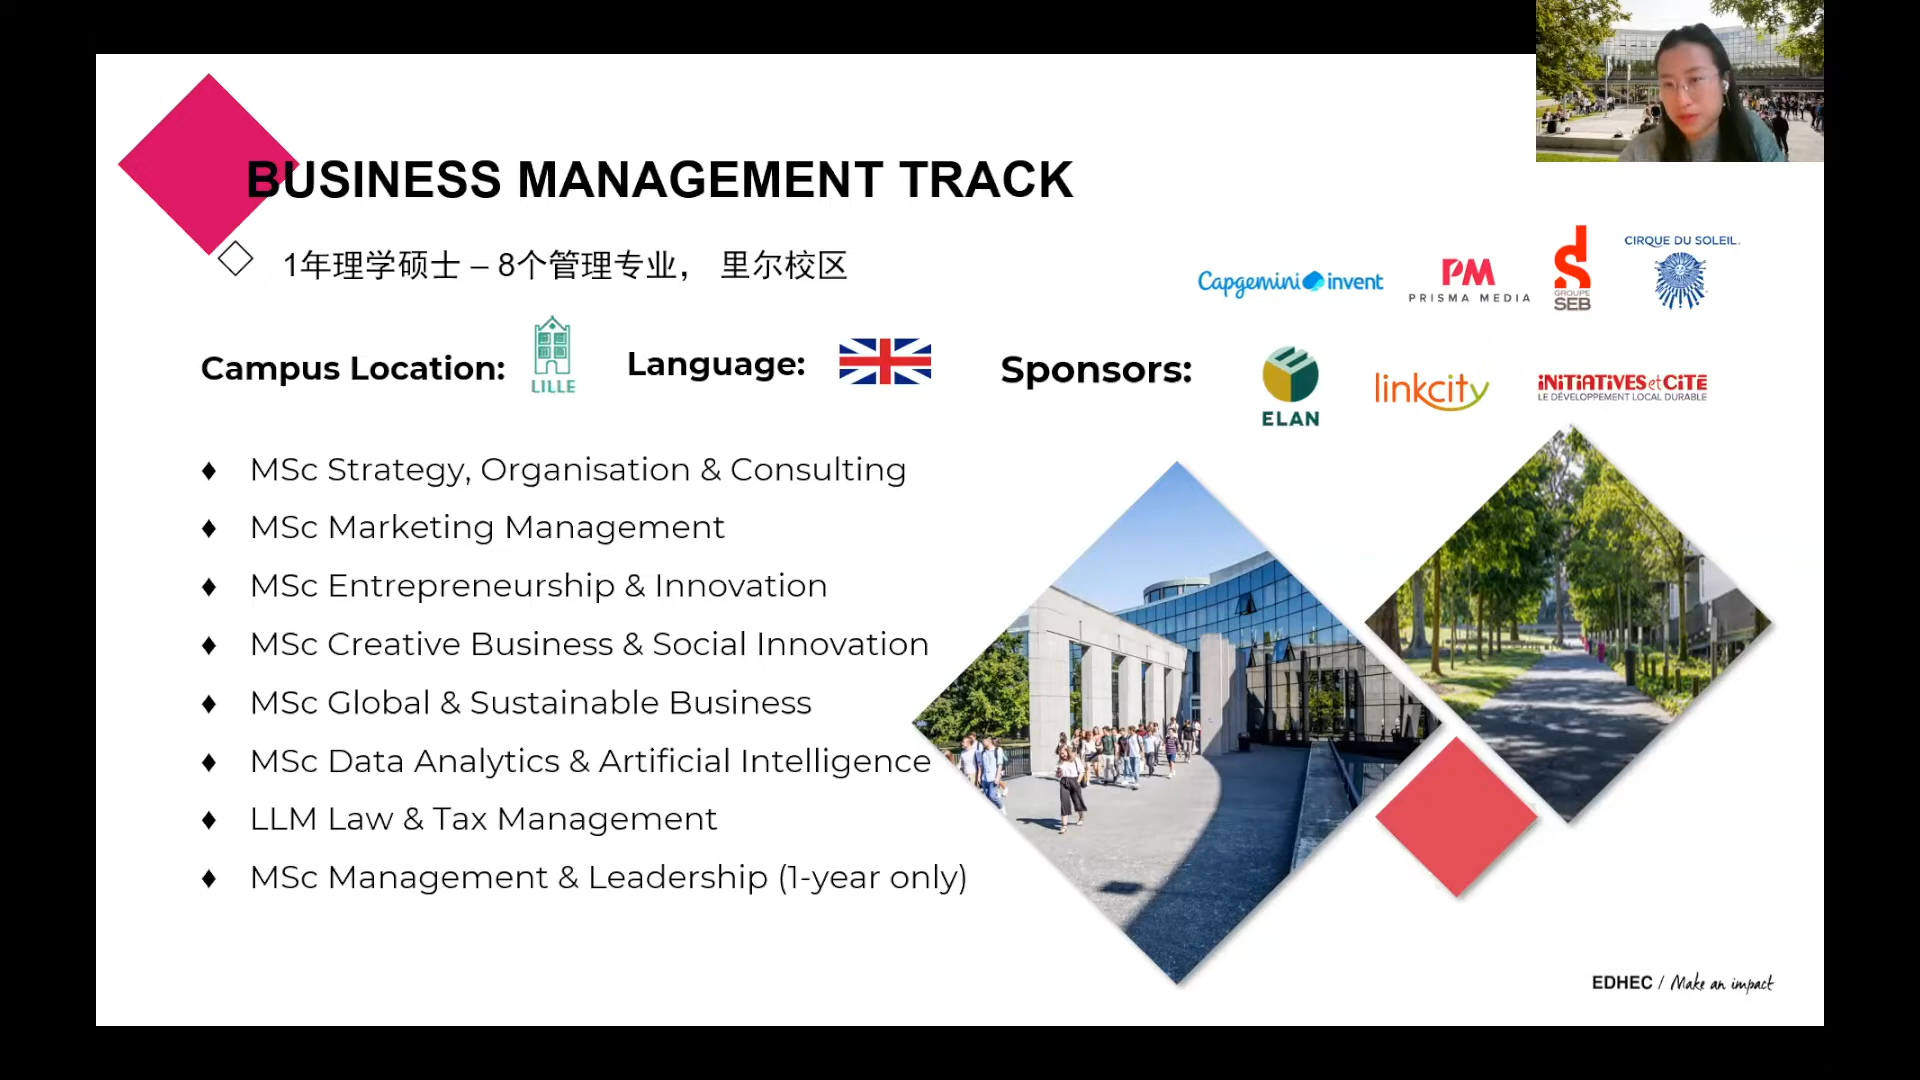 BUSINESS MANAGEMENT TRACK
1年理学硕士 – 8个管理专业， 里尔校区
Campus Location:
LILLE
Language:
Sponsors:
Capgemini invent
PM
PRISMA MEDIA
GROUPE
SEB
CIRQUE DU SOLEIL
ELAN
linkcity
iNiTiATiVES et CiTÉ
LE DÉVELOPPEMENT LOCAL DURABLE
♦ MSc Strategy, Organisation & Consulting
♦ MSc Marketing Management
♦ MSc Entrepreneurship & Innovation
♦ MSc Creative Business & Social Innovation
♦ MSc Global & Sustainable Business
♦ MSc Data Analytics & Artificial Intelligence
♦ LLM Law & Tax Management
♦ MSc Management & Leadership (1-year only)
EDHEC / Make an impact